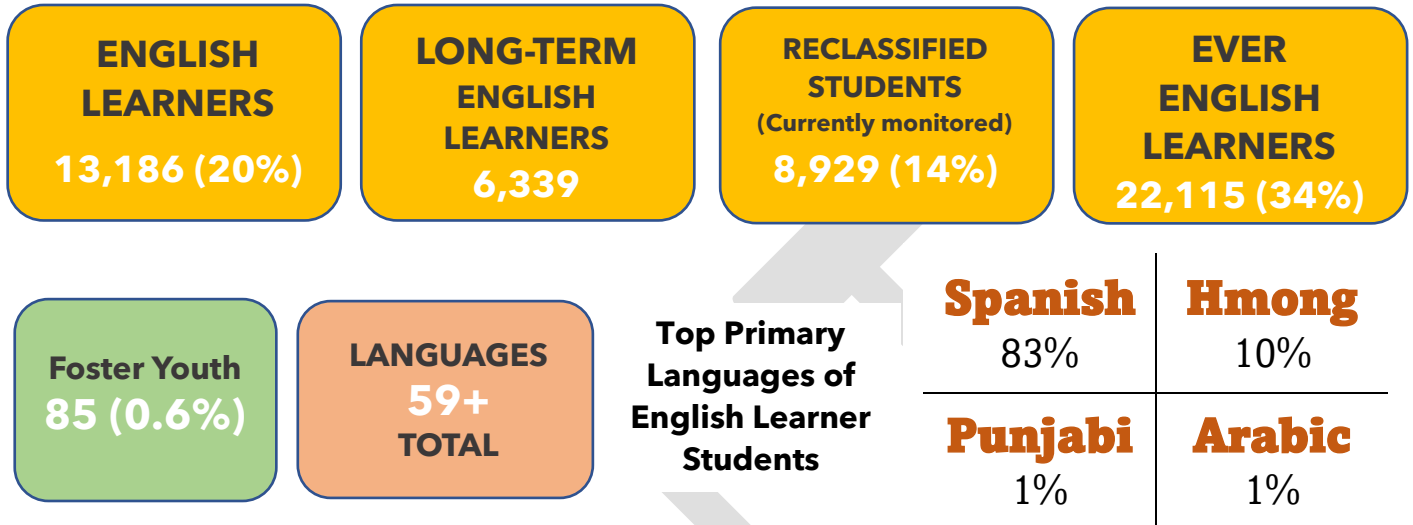 ENGLISH
LEARNERS
13,186 (20%)
LONG-TERM
ENGLISH
LEARNERS
6,339
RECLASSIFIED
STUDENTS
(Currently monitored)
8,929 (14%)
EVER
ENGLISH
LEARNERS
22,115 (34%)
Foster Youth
85 (0.6%)
LANGUAGES
59+
TOTAL
Top Primary
Languages of
English Learner
Students
Spanish
83%
Hmong
10%
Punjabi
1%
Arabic
1%